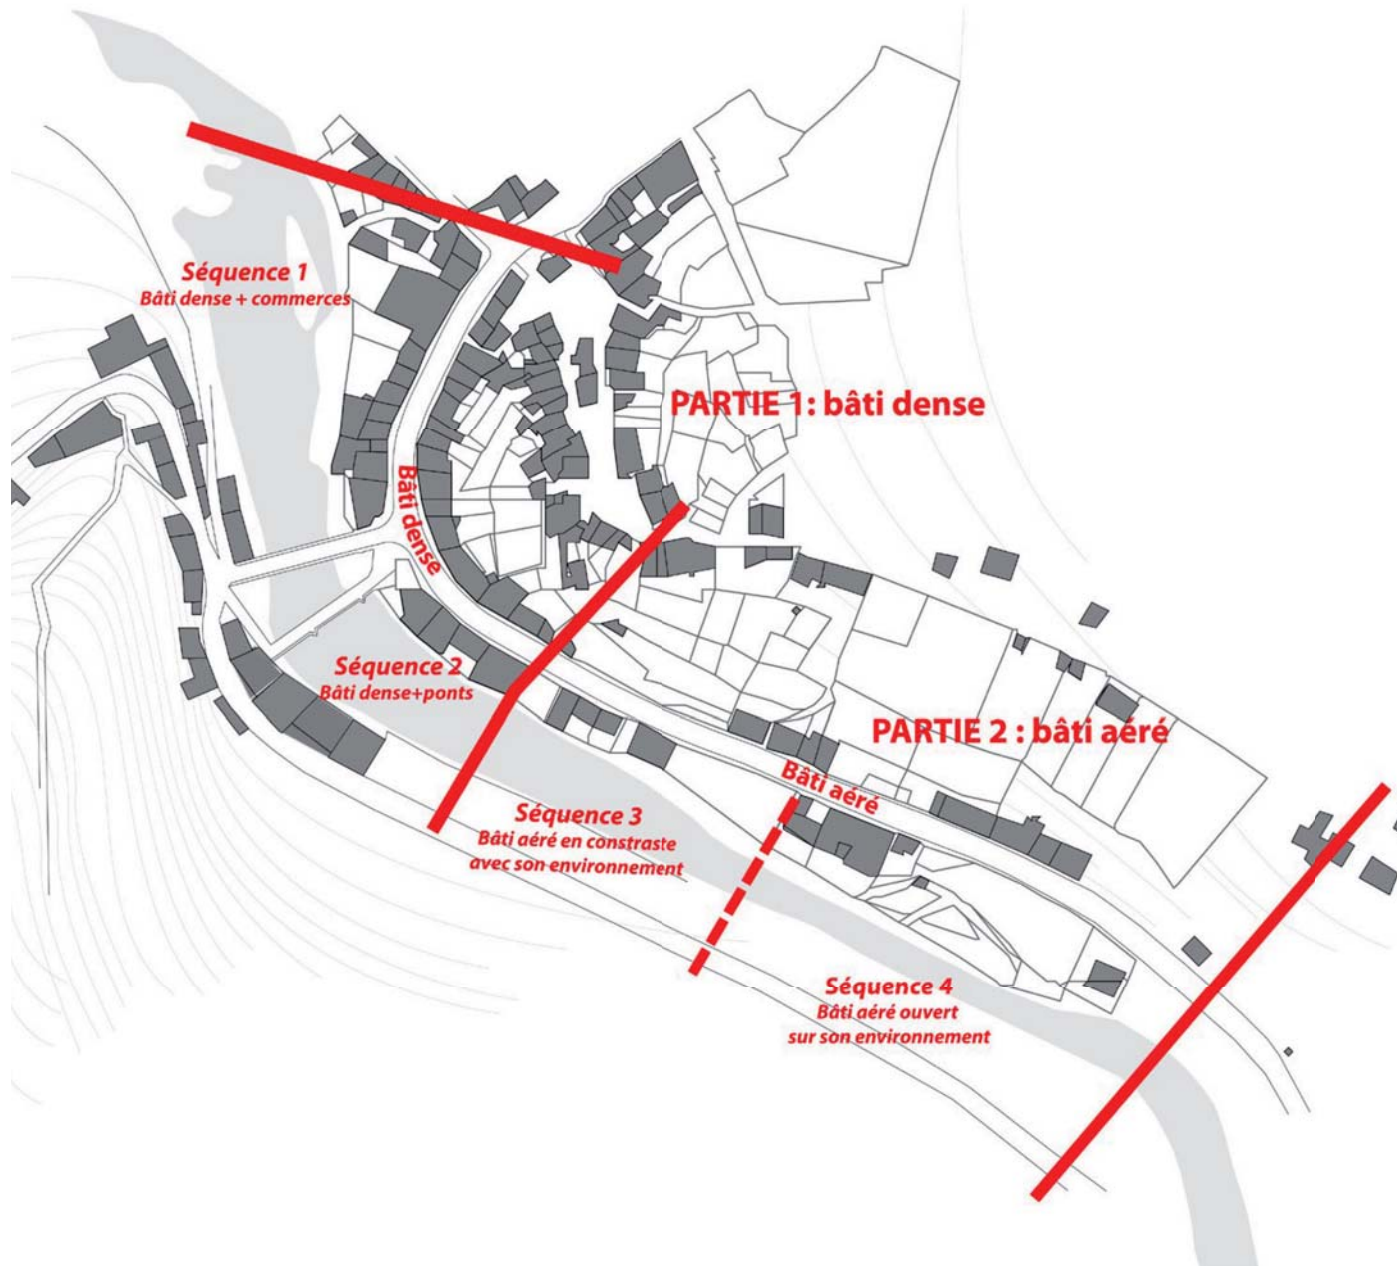 Séquence 1
Bâti dense + commerces
PARTIE 1: bâti dense
Bâti dense
Séquence 2
Bâti dense+ponts
PARTIE 2 : bâti aéré
Bâti aéré
Séquence 3
Bâti aéré en constraste
avec son environnement
Séquence 4
Bâti aéré ouvert
sur son environnement